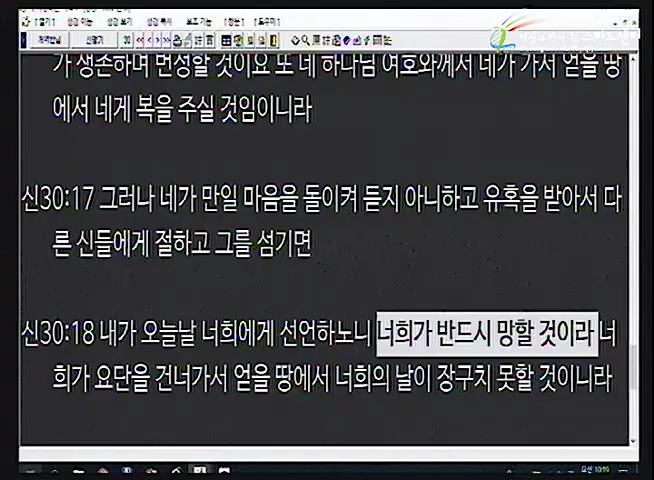 가 생존하며 번성할 것이요 또 네 하나님 여호와께서 네가 가서 얻을 땅
에서 네게 복을 주실 것임이니라
신30:17 그러나 네가 만일 마음을 돌이켜 듣지 아니하고 유혹을 받아서 다
른 신들에게 절하고 그를 섬기면
신30:18 내가 오늘날 너희에게 선언하노니 너희가 반드시 망할 것이라 너
희가 요단을 건너가서 얻을 땅에서 너희의 날이 장구치 못할 것이니라